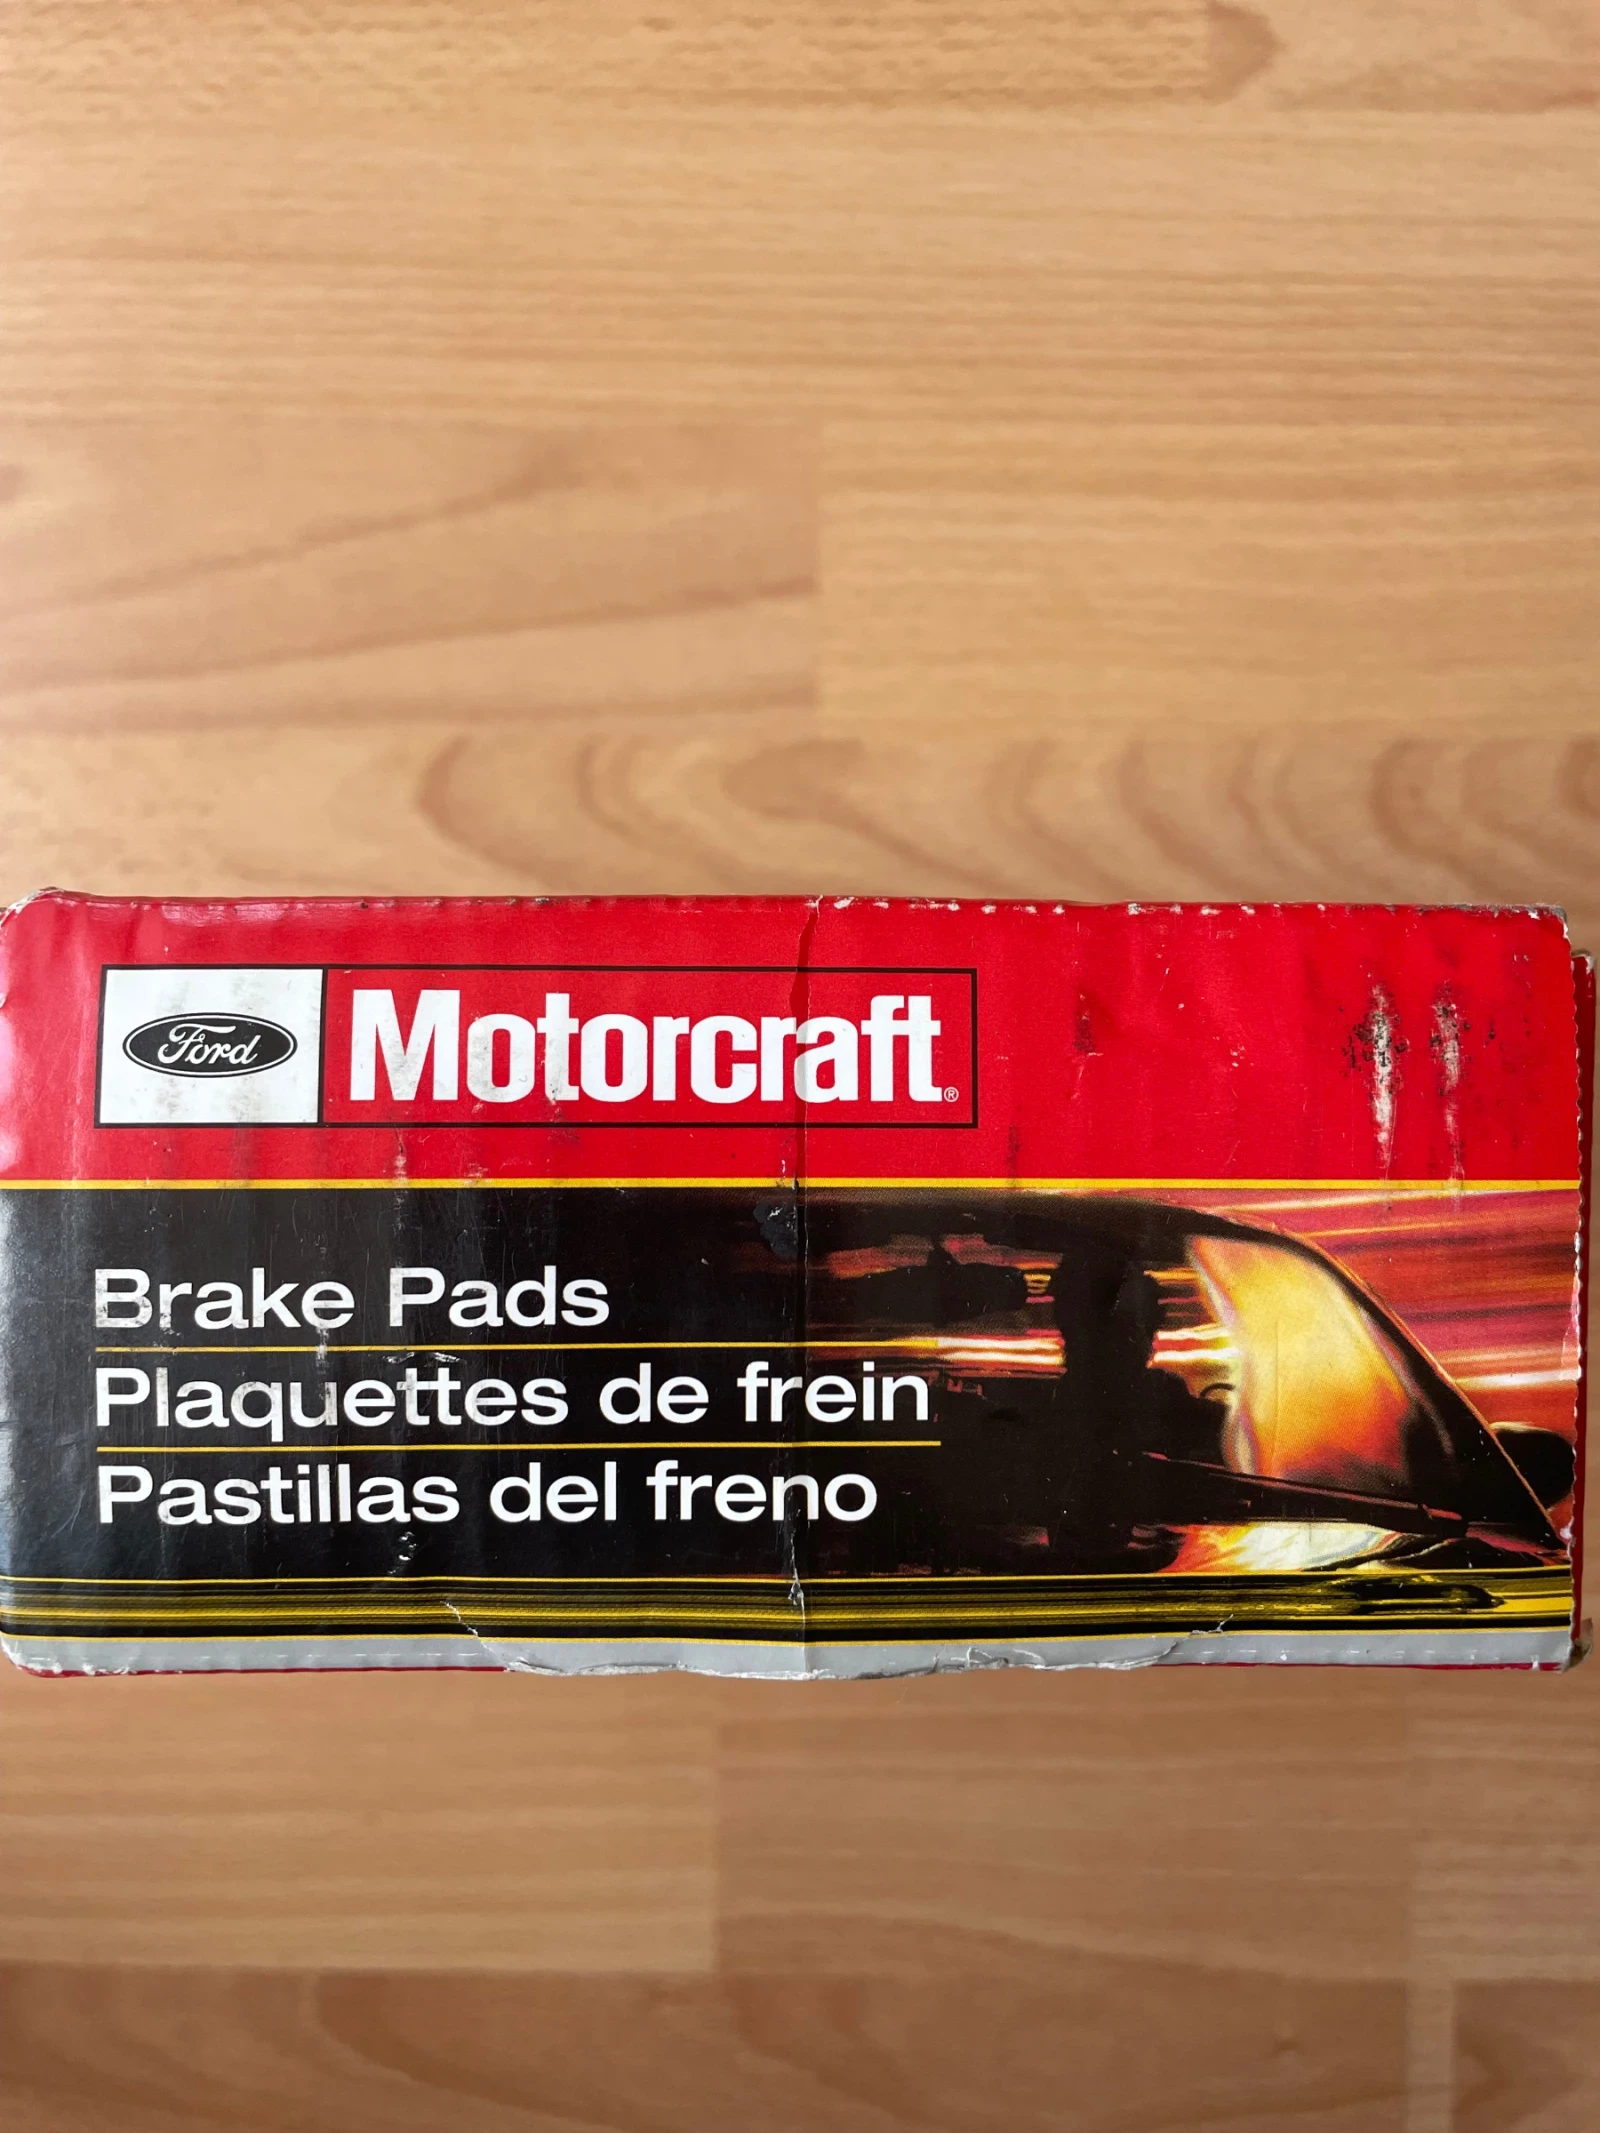 Ford Motorcraft®
Brake Pads
Plaquettes de frein
Pastillas del freno